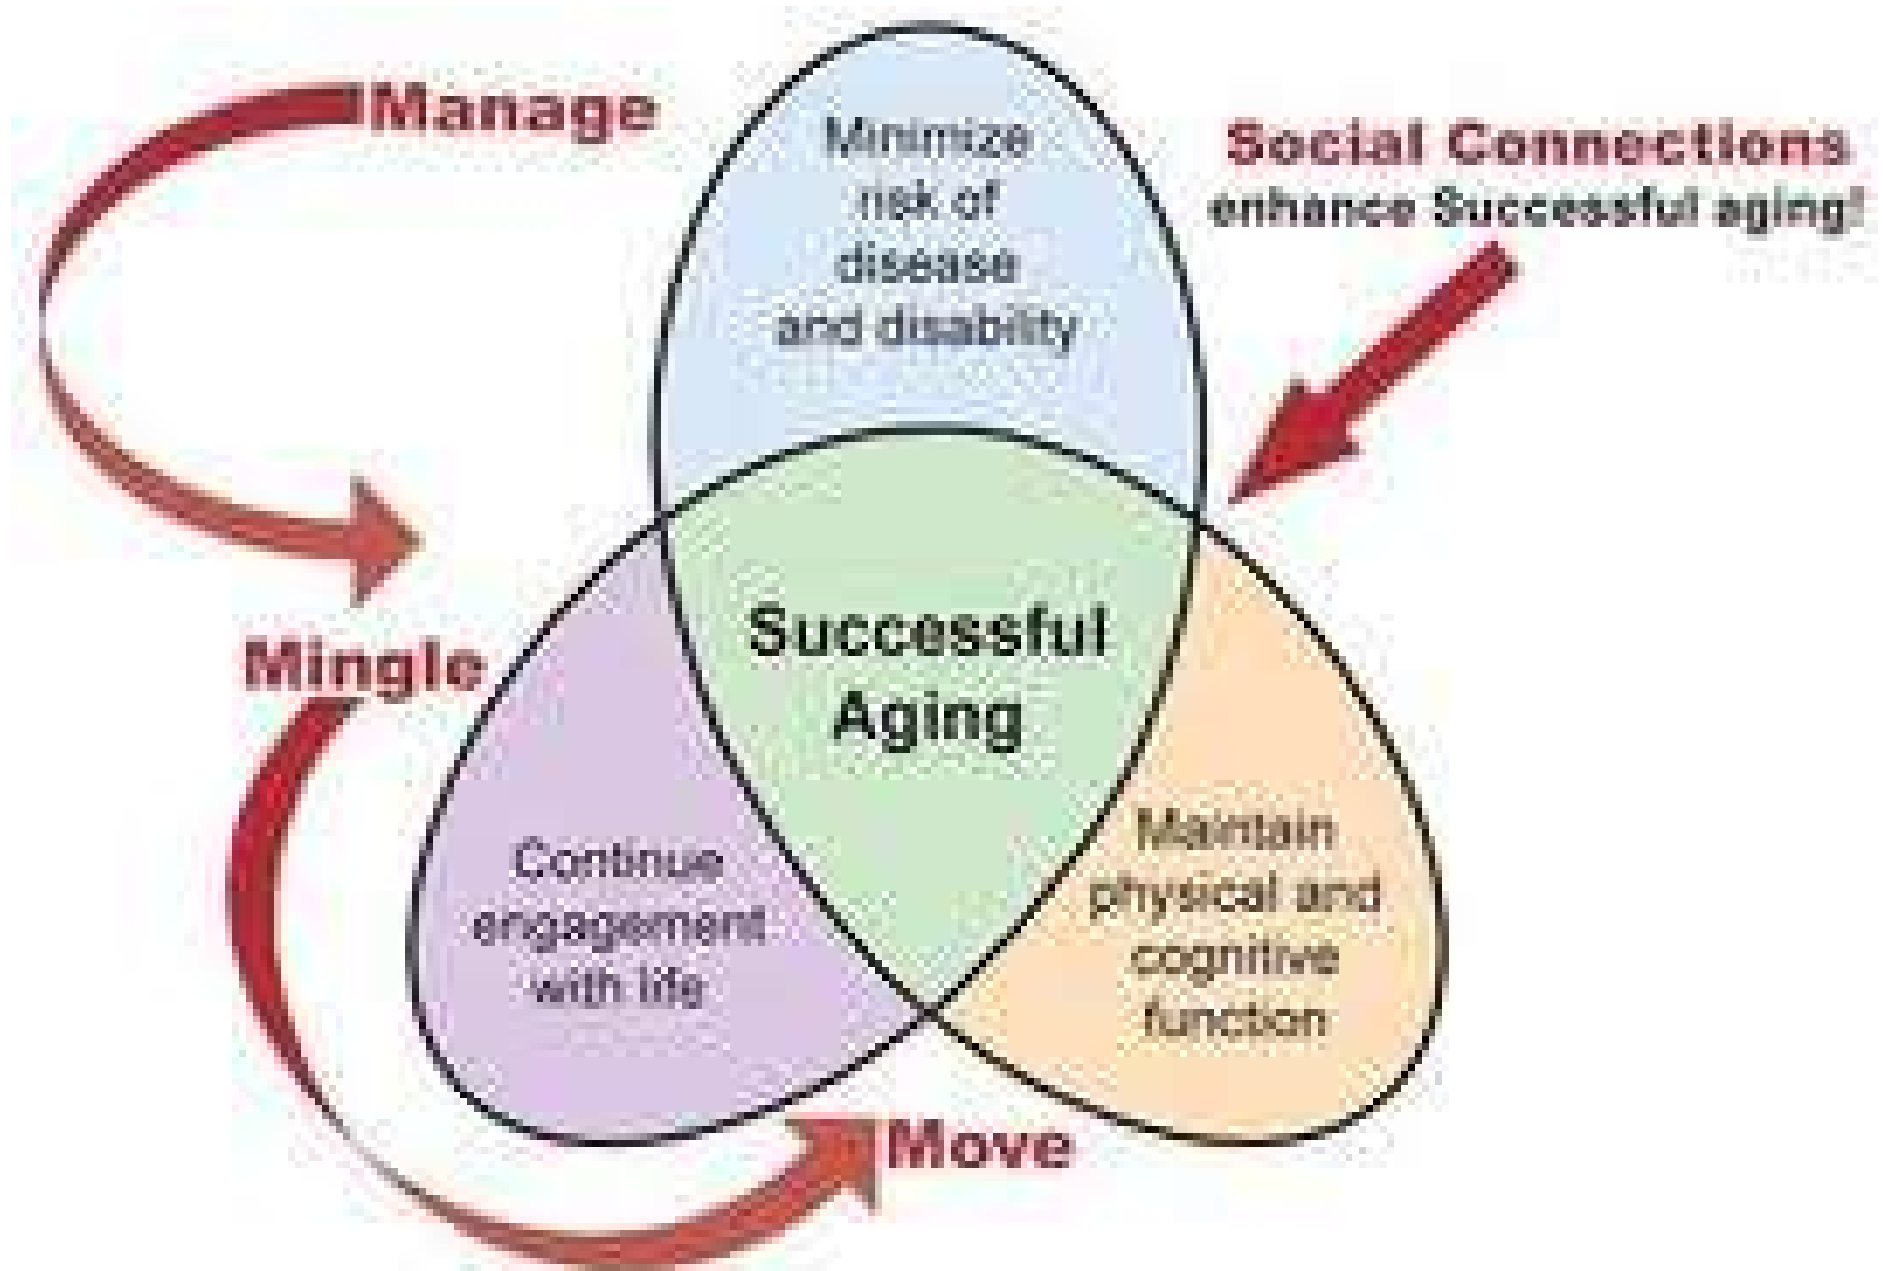 Manage
Minimize
risk of
disease
and disability
Social Connections
enhance Successful aging!
Successful
Aging
Mingle
Continue
engagement
with life
Maintain
physical and
cognitive
function
Move